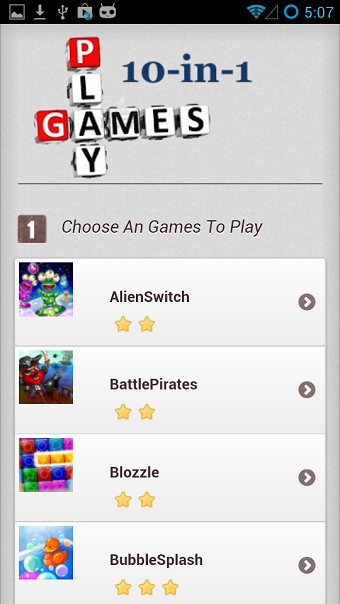 5:07
PLAY
GAMES
10-in-1
1 Choose An Games To Play
AlienSwitch
BattlePirates
Blozzle
BubbleSplash